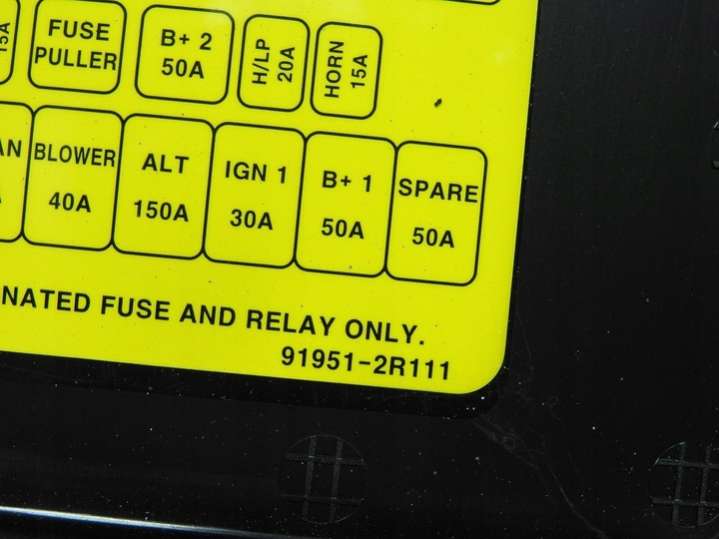 15A
FUSE
PULLER
B+ 2
50A
H/LP
20A
HORN
15A
BLOWER
40A
ALT
150A
IGN 1
30A
B+ 1
50A
SPARE
50A
FUSE AND RELAY ONLY.
91951-2R111